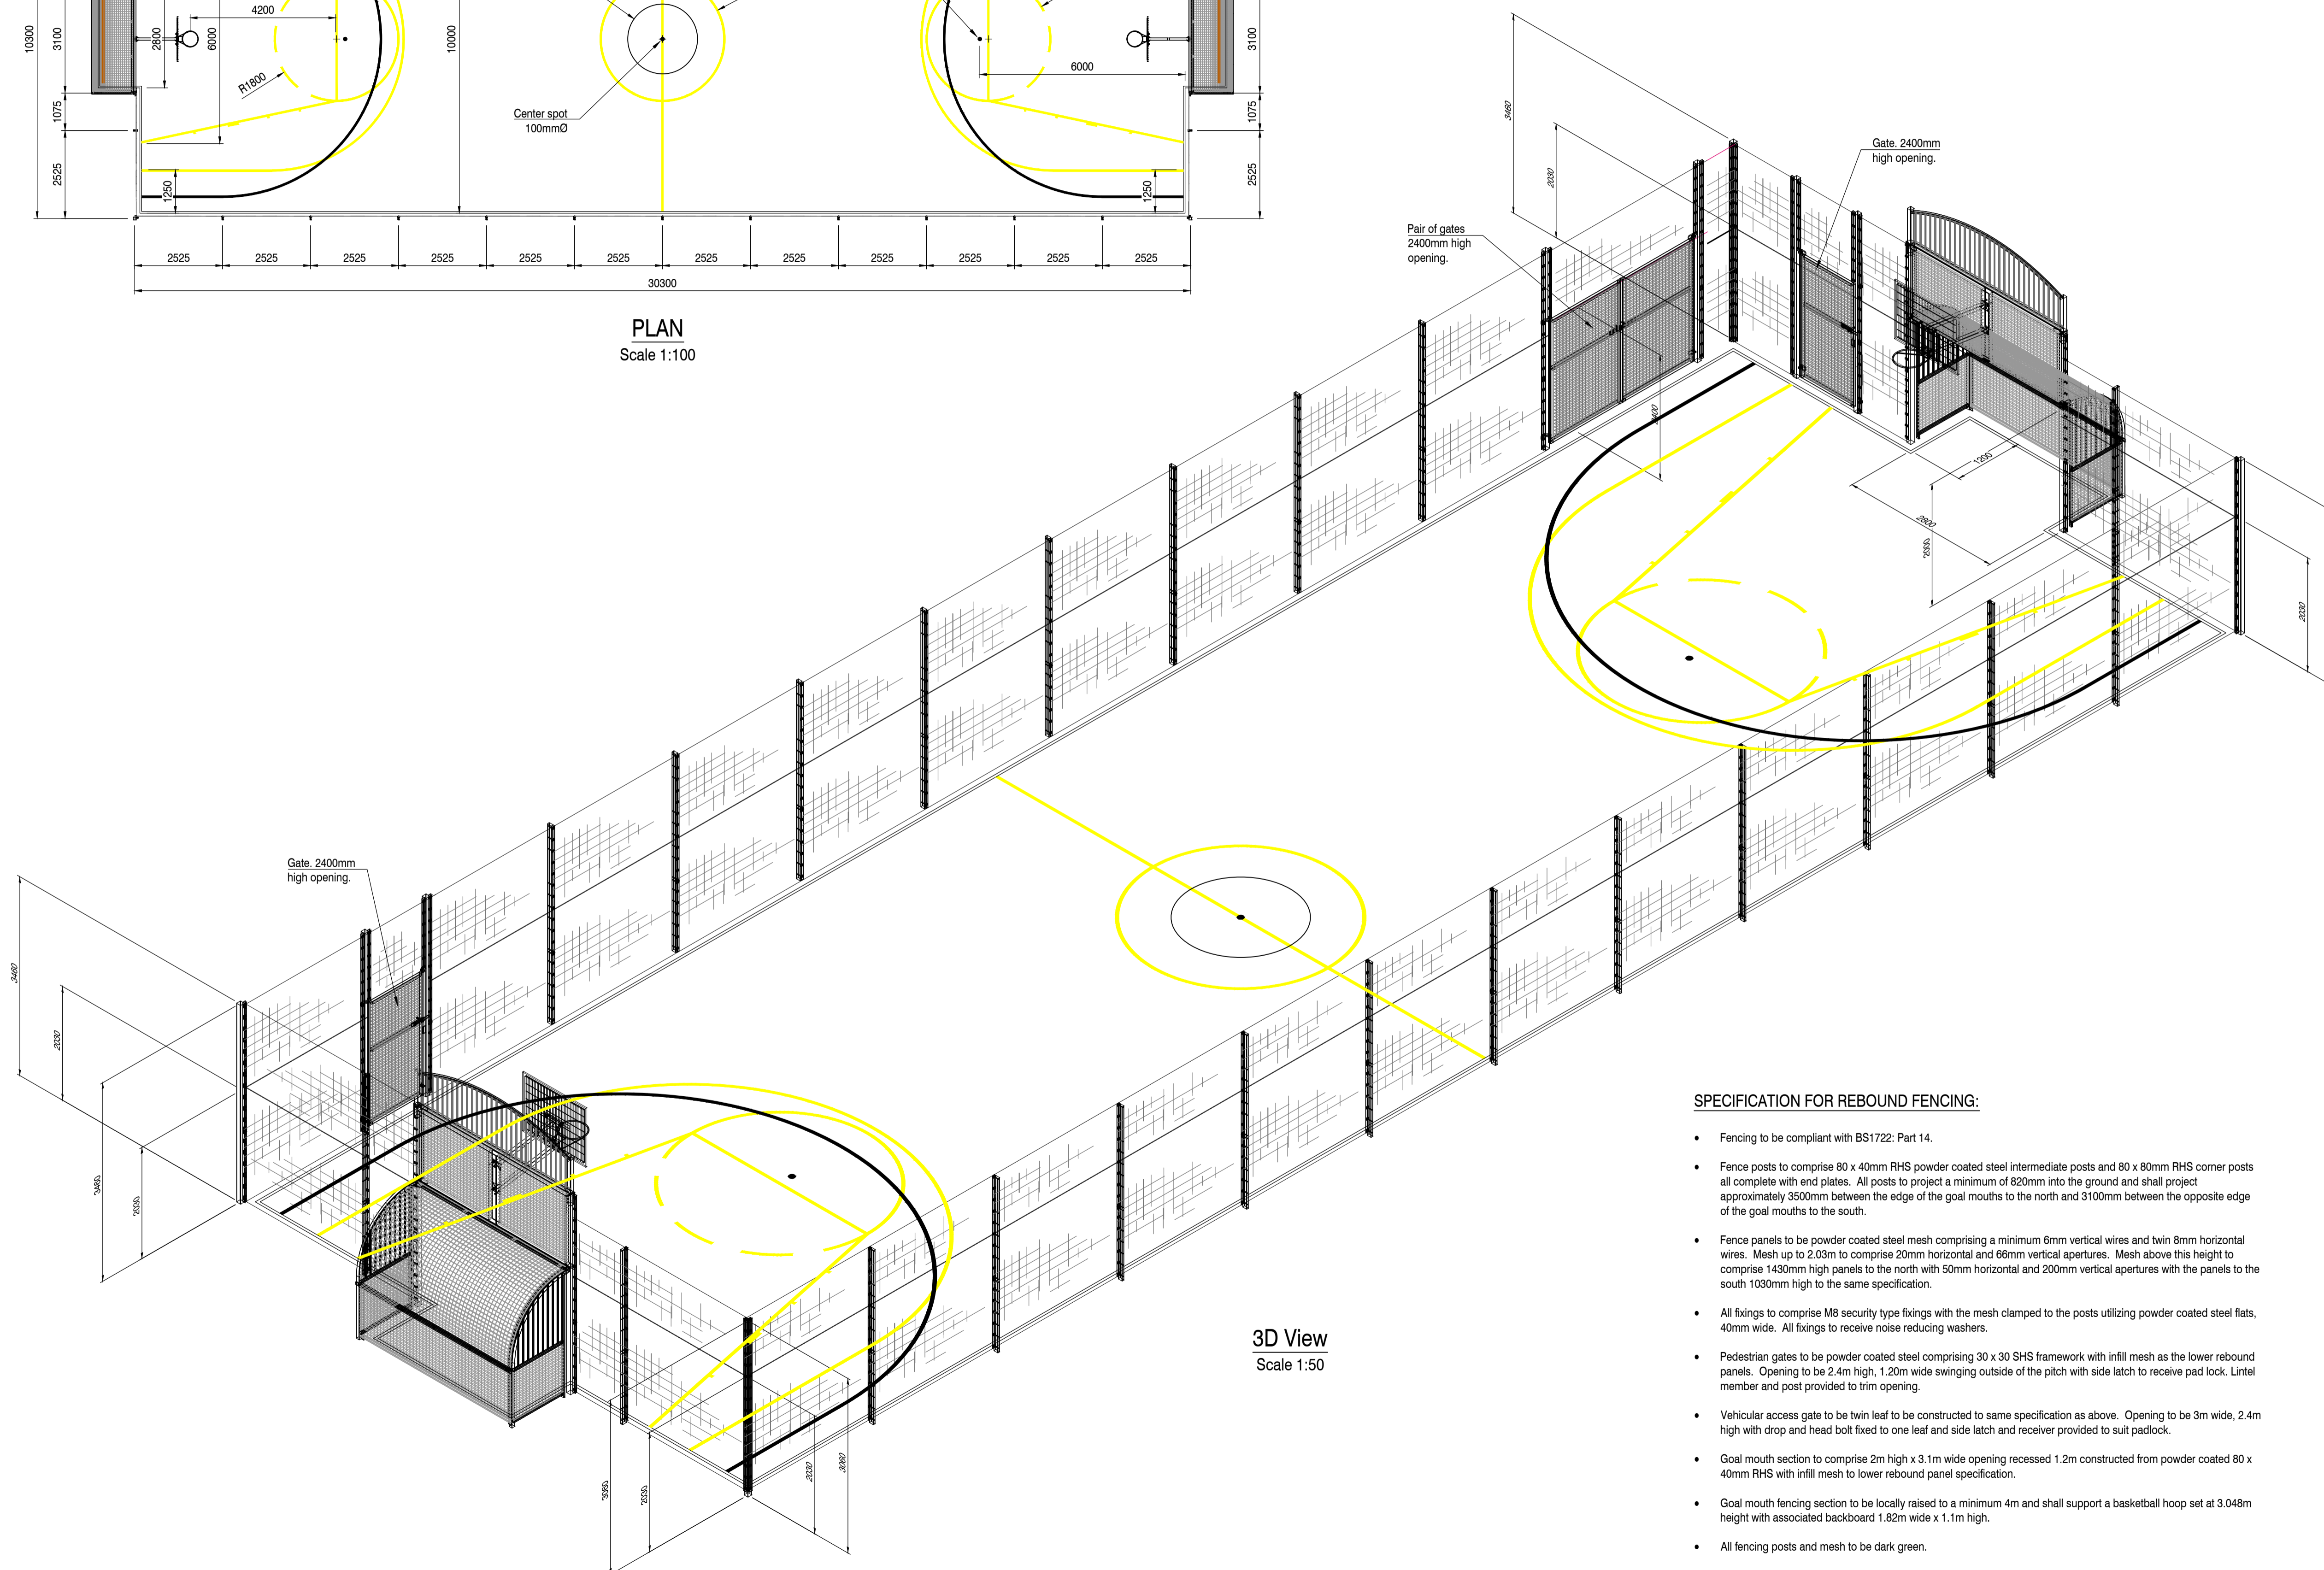 4200
10300
3100
2800
6000
10000
R1800
1075
2525
1250
Center spot
100mmØ
6000
3100
1075
1250
2525
2525
2525
2525
2525
2525
2525
2525
2525
2525
2525
2525
2525
30300
PLAN
Scale 1:100
3460
2030
Gate. 2400mm
high opening.
Pair of gates
2400mm high
opening.
1200
2800
2030
Gate. 2400mm
high opening.
3460
2030
3460
2030
3060
2030
2030
3060
3D View
Scale 1:50
SPECIFICATION FOR REBOUND FENCING:
• Fencing to be compliant with BS1722: Part 14.
• Fence posts to comprise 80 x 40mm RHS powder coated steel intermediate posts and 80 x 80mm RHS corner posts
all complete with end plates. All posts to project a minimum of 820mm into the ground and shall project
approximately 3500mm between the edge of the goal mouths to the north and 3100mm between the opposite edge
of the goal mouths to the south.
• Fence panels to be powder coated steel mesh comprising a minimum 6mm vertical wires and twin 8mm horizontal
wires. Mesh up to 2.03m to comprise 20mm horizontal and 66mm vertical apertures. Mesh above this height to
comprise 1430mm high panels to the north with 50mm horizontal and 200mm vertical apertures with the panels to the
south 1030mm high to the same specification.
• All fixings to comprise M8 security type fixings with the mesh clamped to the posts utilizing powder coated steel flats,
40mm wide. All fixings to receive noise reducing washers.
• Pedestrian gates to be powder coated steel comprising 30 x 30 SHS framework with infill mesh as the lower rebound
panels. Opening to be 2.4m high, 1.20m wide swinging outside of the pitch with side latch to receive pad lock. Lintel
member and post provided to trim opening.
• Vehicular access gate to be twin leaf to be constructed to same specification as above. Opening to be 3m wide, 2.4m
high with drop and head bolt fixed to one leaf and side latch and receiver provided to suit padlock.
• Goal mouth section to comprise 2m high x 3.1m wide opening recessed 1.2m constructed from powder coated 80 x
40mm RHS with infill mesh to lower rebound panel specification.
• Goal mouth fencing section to be locally raised to a minimum 4m and shall support a basketball hoop set at 3.048m
height with associated backboard 1.82m wide x 1.1m high.
• All fencing posts and mesh to be dark green.